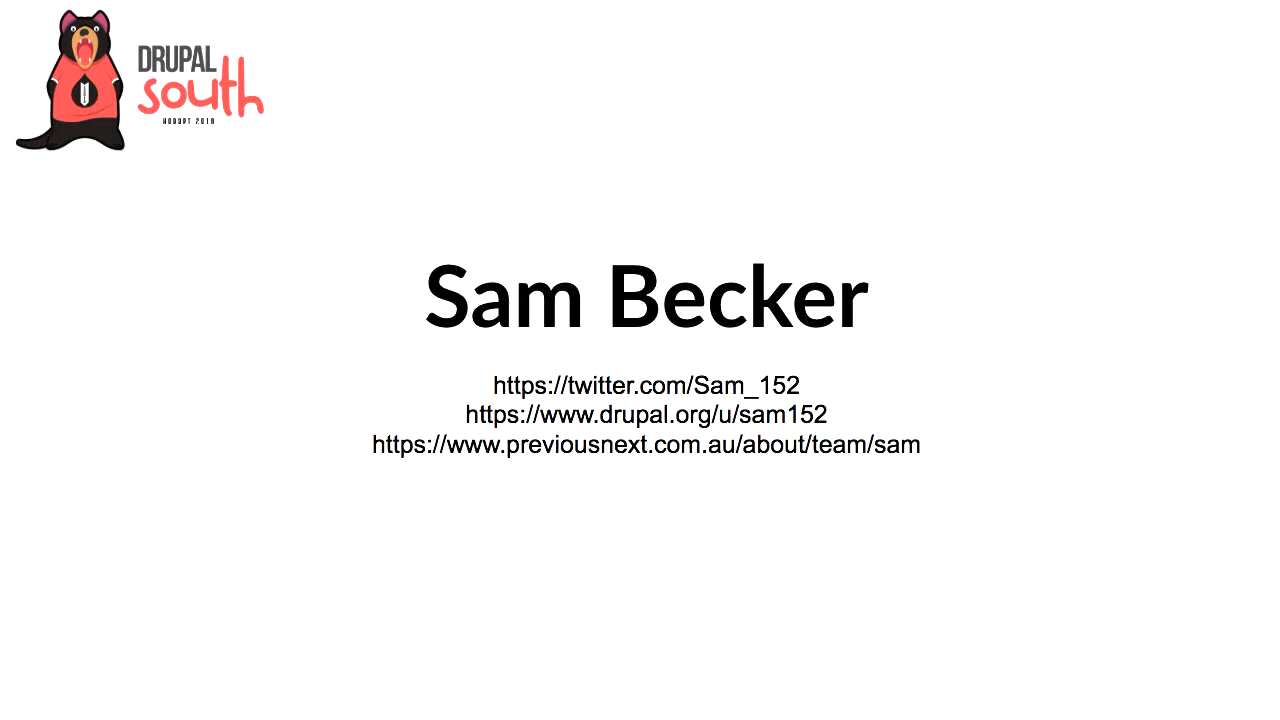 DRUPAL
south
HOBART 2019
Sam Becker
https://twitter.com/Sam_152
https://www.drupal.org/u/sam152
https://www.previousnext.com.au/about/team/sam